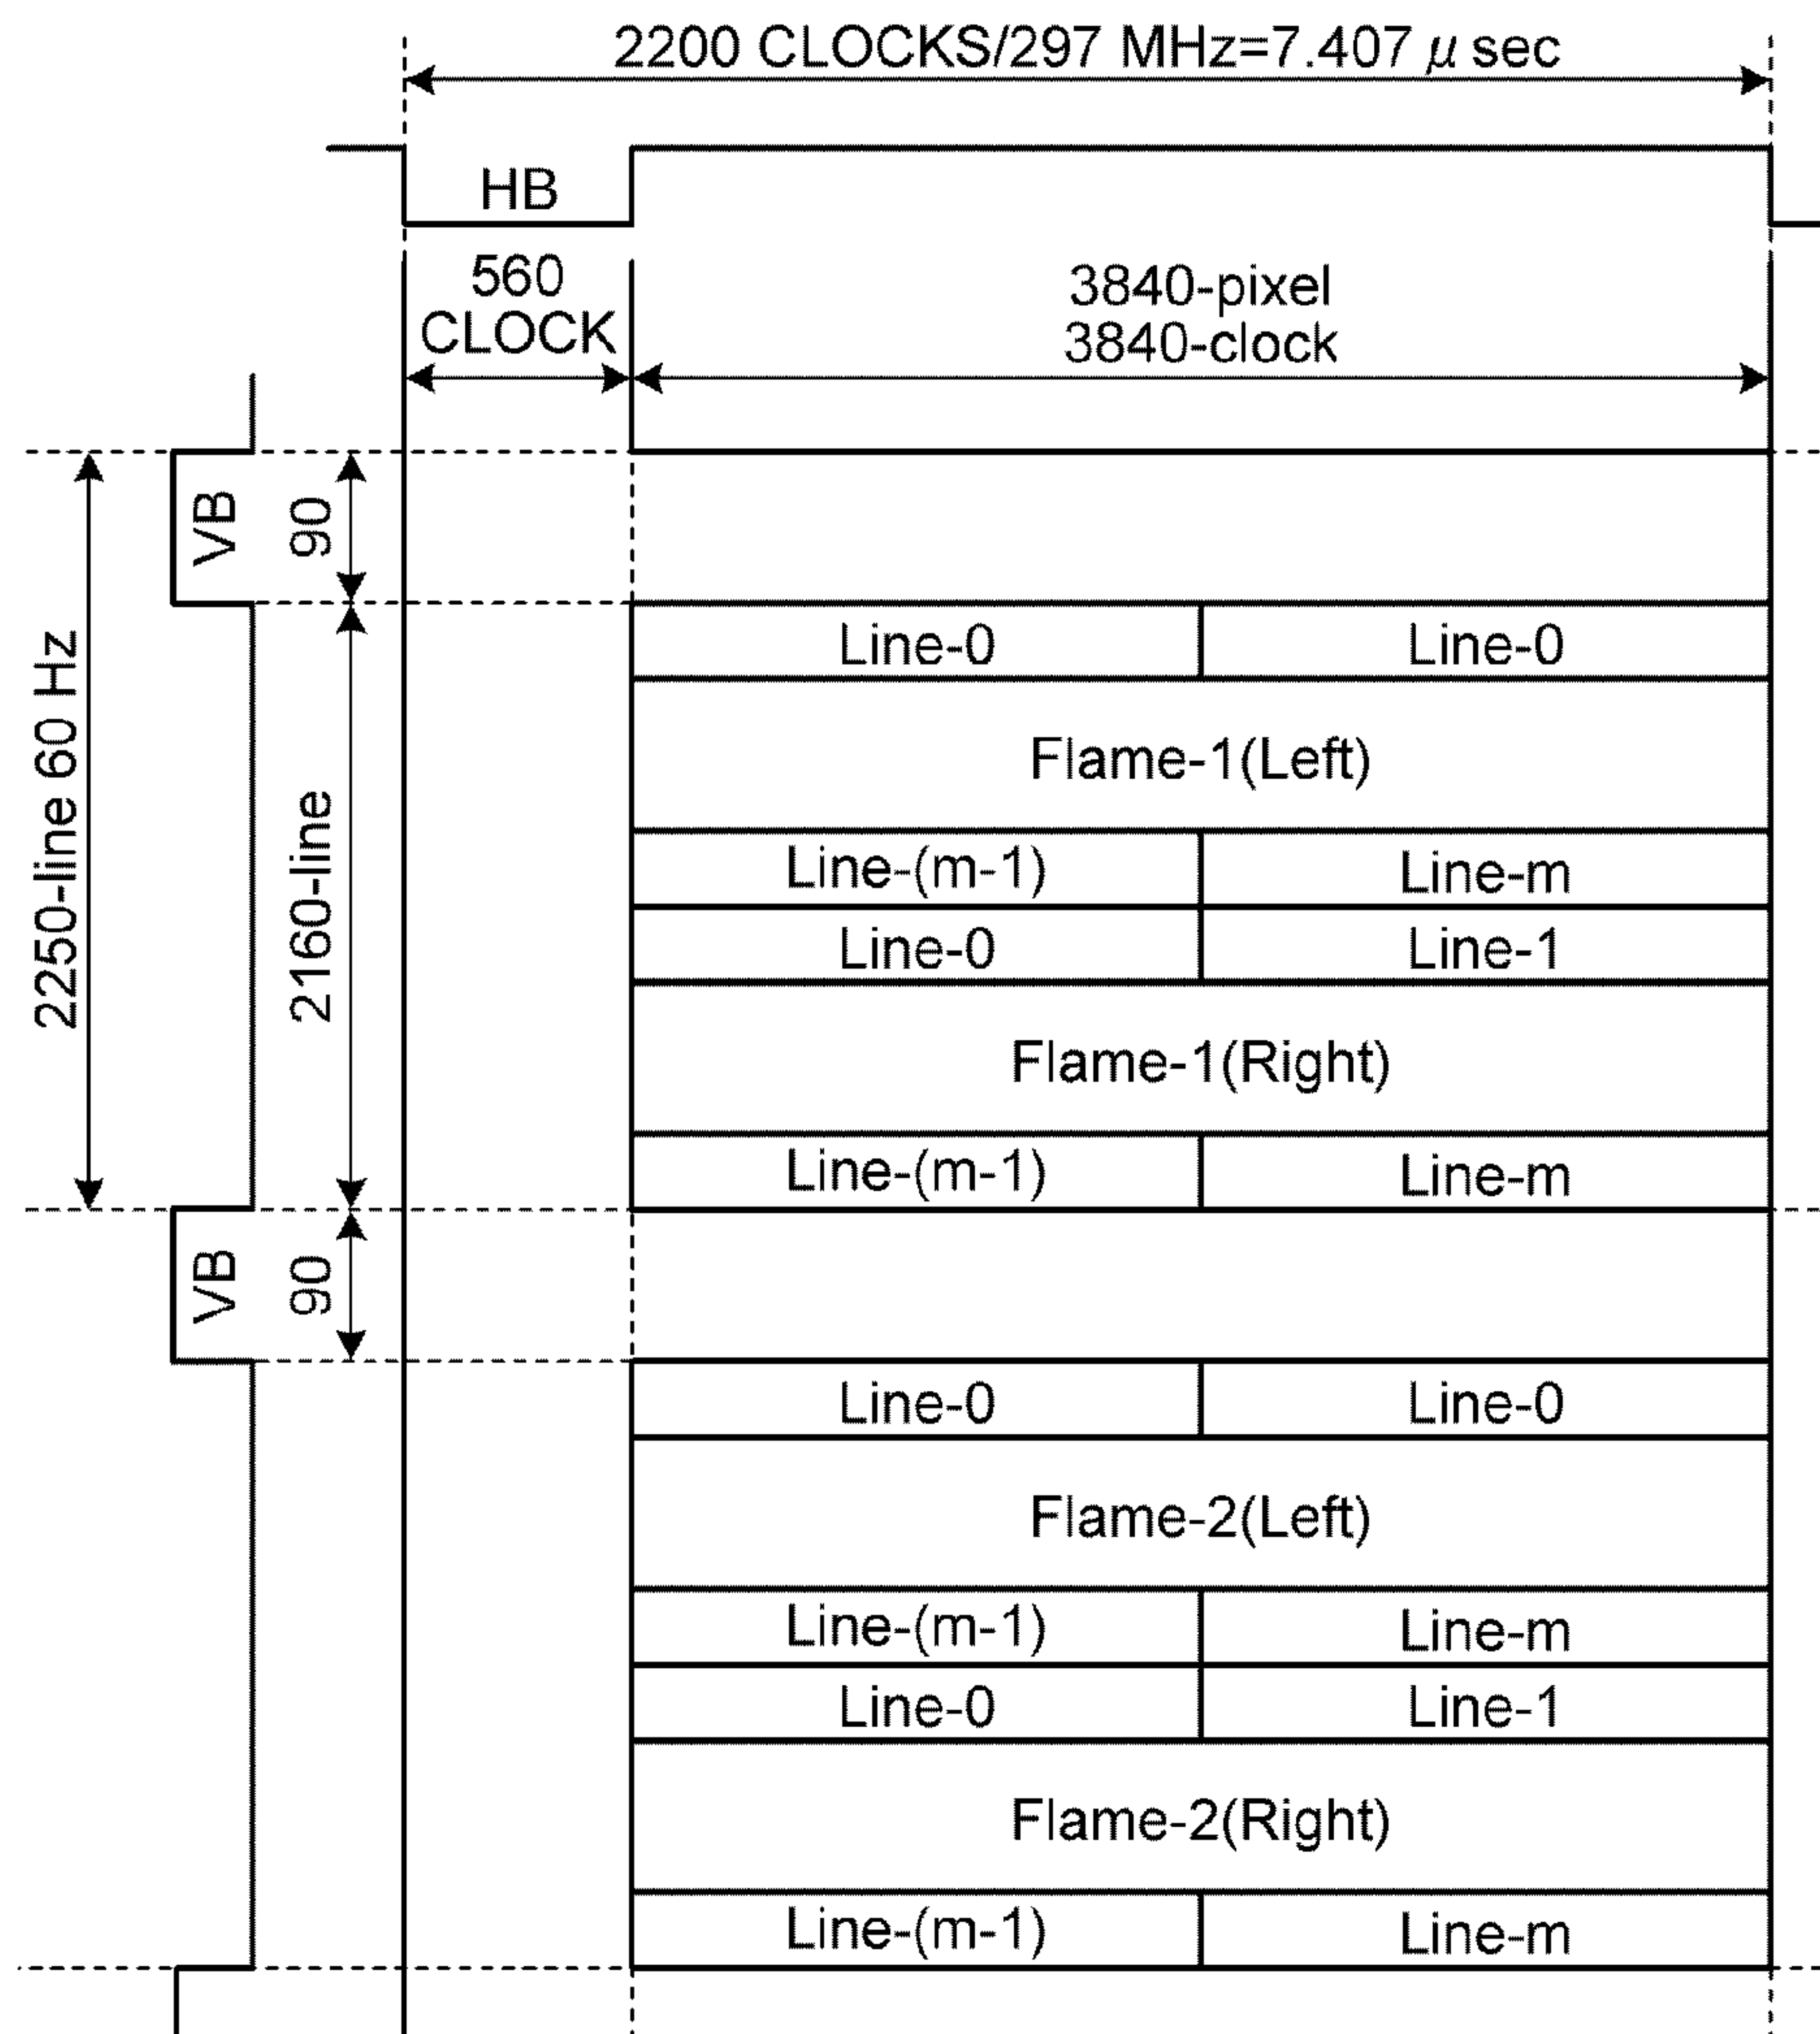 2200 CLOCKS/297 MHz=7.407 μ sec
HB
560
CLOCK
3840-pixel
3840-clock
2250-line 60 Hz
VB
90
2160-line
Line-0 Line-0
Flame-1(Left)
Line-(m-1) Line-m
Line-0 Line-1
Flame-1(Right)
Line-(m-1) Line-m
VB
90
Line-0 Line-0
Flame-2(Left)
Line-(m-1) Line-m
Line-0 Line-1
Flame-2(Right)
Line-(m-1) Line-m